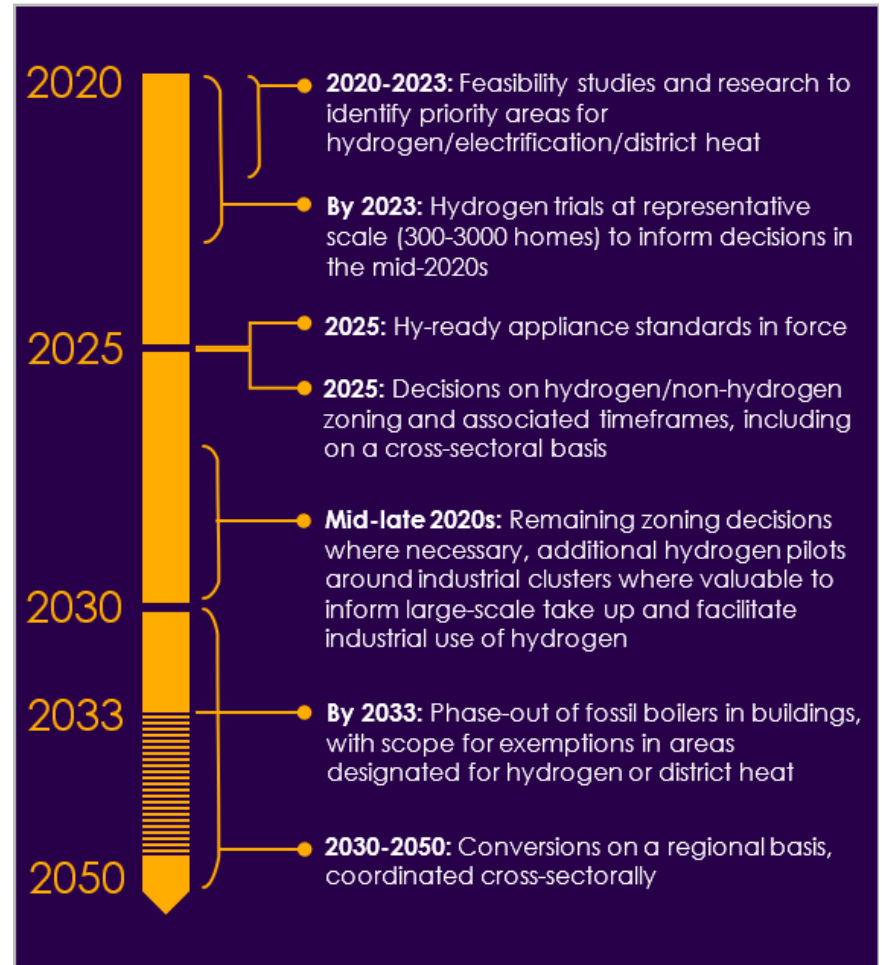 2020
2020-2023: Feasibility studies and research to
identify priority areas for
hydrogen/electrification/district heat
By 2023: Hydrogen trials at representative
scale (300-3000 homes) to inform decisions in
the mid-2020s
2025
2025: Hy-ready appliance standards in force
2025: Decisions on hydrogen/non-hydrogen
zoning and associated timeframes, including
on a cross-sectoral basis
Mid-late 2020s: Remaining zoning decisions
where necessary, additional hydrogen pilots
around industrial clusters where valuable to
inform large-scale take up and facilitate
industrial use of hydrogen
2030
2033
By 2033: Phase-out of fossil boilers in buildings,
with scope for exemptions in areas
designated for hydrogen or district heat
2030-2050: Conversions on a regional basis,
coordinated cross-sectorally
2050